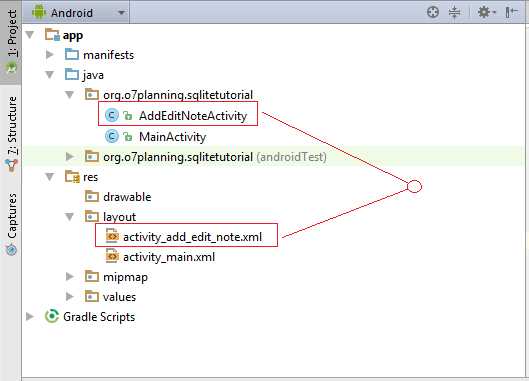 Android
1: Project
7: Structure
Captures
app
manifests
java
org.o7planning.sqlitetutorial
C AddEditNoteActivity
C MainActivity
org.o7planning.sqlitetutorial (androidTest)
res
drawable
layout
activity_add_edit_note.xml
activity_main.xml
mipmap
values
Gradle Scripts